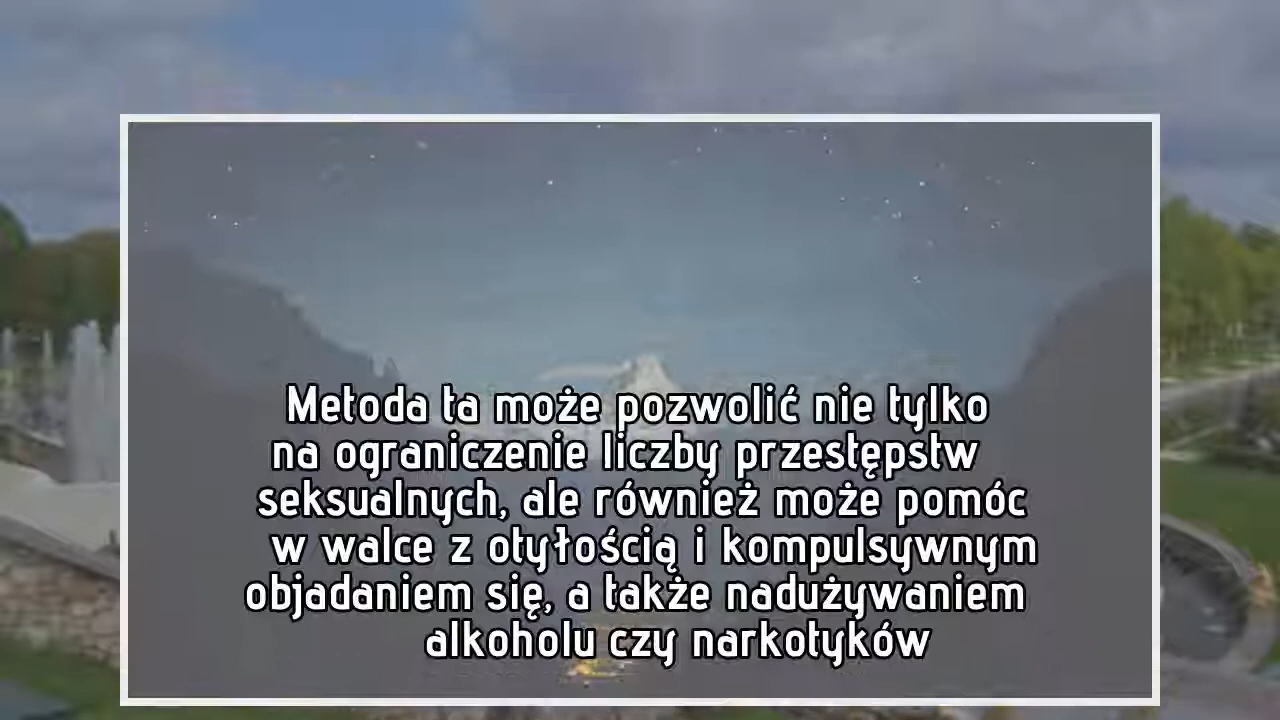 Metoda ta może pozwolić nie tylko
na ograniczenie liczby przestępstw
seksualnych, ale również może pomóc
w walce z otyłością i kompulsywnym
objadaniem się, a także nadużywaniem
alkoholu czy narkotyków